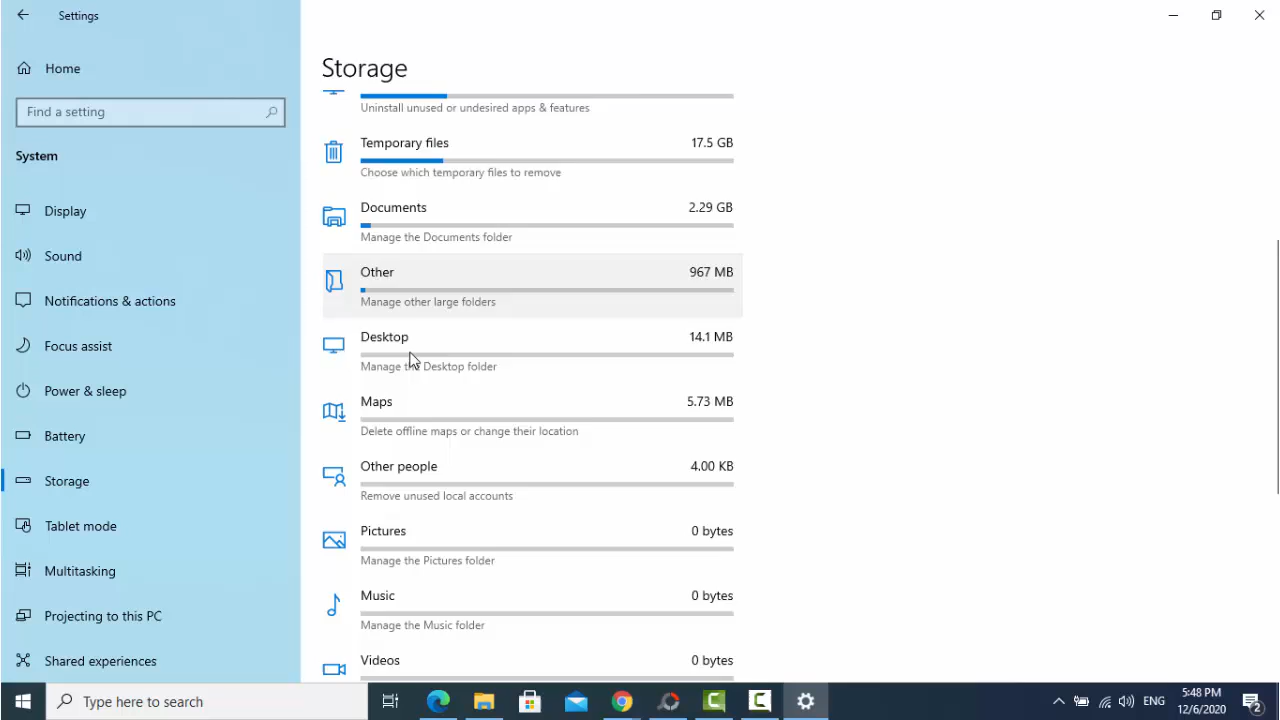 Settings
Home
Find a setting
System
Display
Sound
Notifications & actions
Focus assist
Power & sleep
Battery
Storage
Tablet mode
Multitasking
Projecting to this PC
Shared experiences
Storage
Uninstall unused or undesired apps & features
Temporary files 17.5 GB
Choose which temporary files to remove
Documents 2.29 GB
Manage the Documents folder
Other 967 MB
Manage other large folders
Desktop 14.1 MB
Manage the Desktop folder
Maps 5.73 MB
Delete offline maps or change their location
Other people 4.00 KB
Remove unused local accounts
Pictures 0 bytes
Manage the Pictures folder
Music 0 bytes
Manage the Music folder
Videos 0 bytes
Type here to search
ENG
5:48 PM
12/6/2020
2